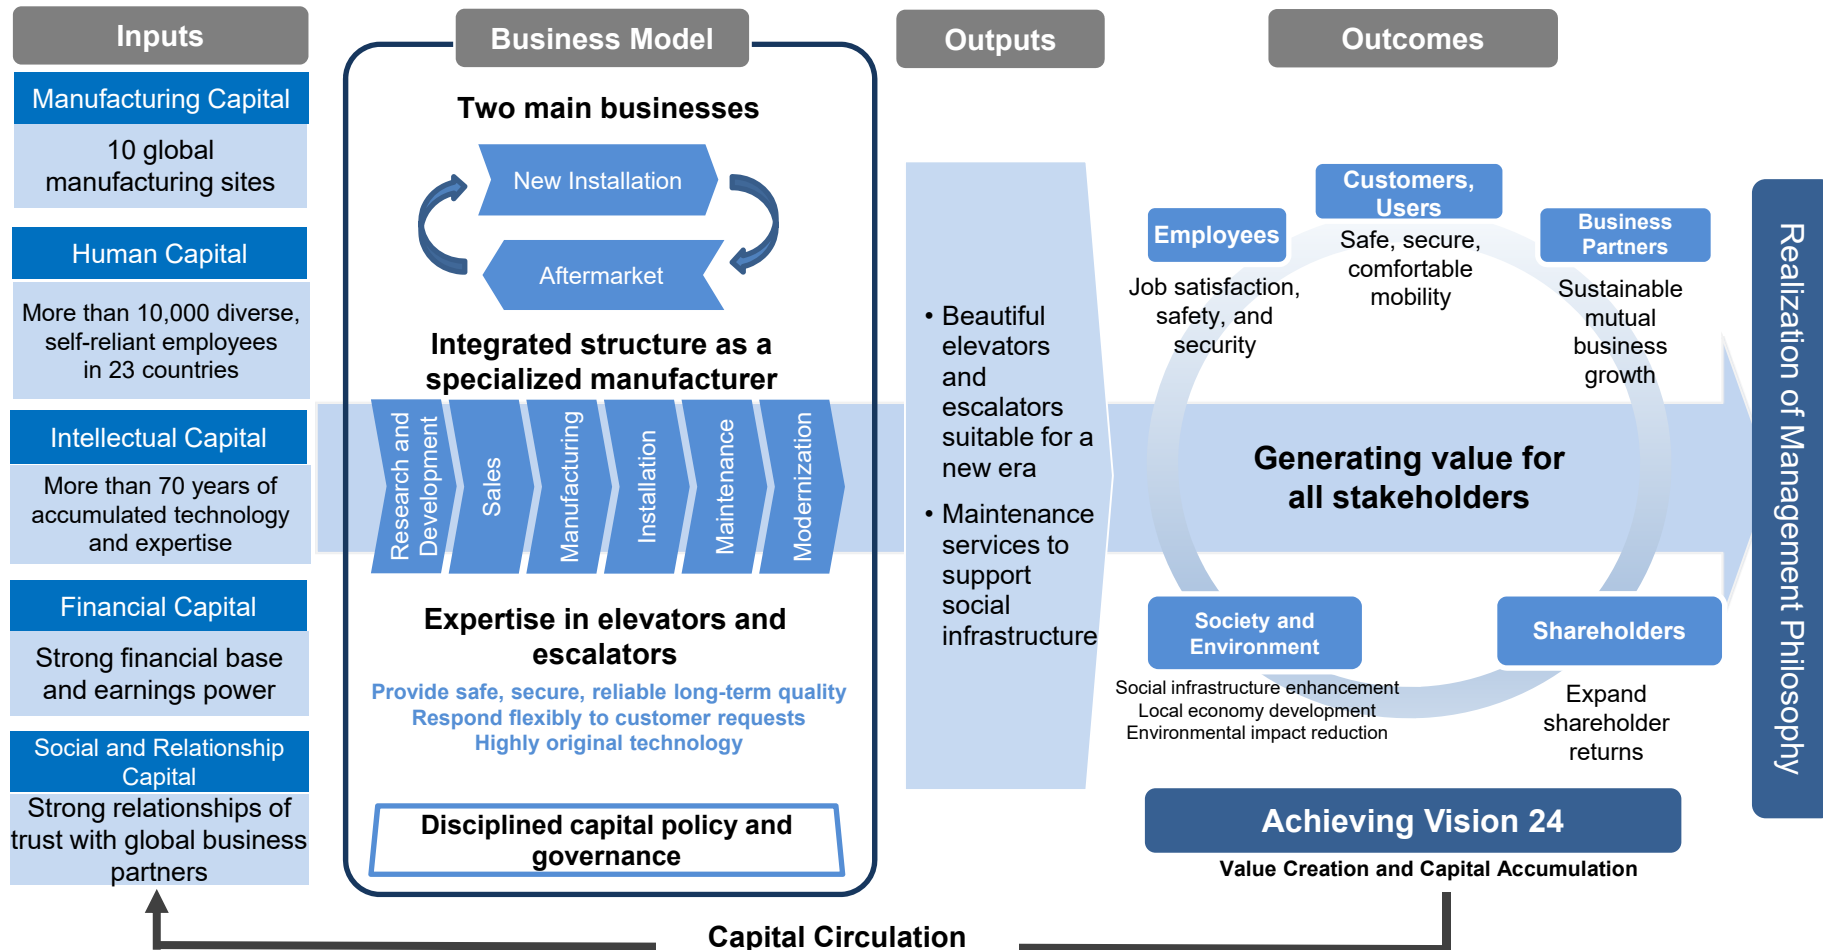 Inputs
Manufacturing Capital
10 global
manufacturing sites
Human Capital
More than 10,000 diverse,
self-reliant employees
in 23 countries
Intellectual Capital
More than 70 years of
accumulated technology
and expertise
Financial Capital
Strong financial base
and earnings power
Social and Relationship
Capital
Strong relationships of
trust with global business
partners
Business Model
Two main businesses
New Installation
Aftermarket
Integrated structure as a
specialized manufacturer
Research and
Development
Sales
Manufacturing
Installation
Maintenance
Modernization
Expertise in elevators and
escalators
Provide safe, secure, reliable long-term quality
Respond flexibly to customer requests
Highly original technology
Disciplined capital policy and
governance
Outputs
• Beautiful
elevators
and
escalators
suitable for a
new era
• Maintenance
services to
support
social
infrastructure
Outcomes
Customers,
Users
Safe, secure,
comfortable
mobility
Employees
Job satisfaction,
safety, and
security
Business
Partners
Sustainable
mutual
business
growth
Generating value for
all stakeholders
Society and
Environment
Social infrastructure enhancement
Local economy development
Environmental impact reduction
Shareholders
Expand
shareholder
returns
Achieving Vision 24
Value Creation and Capital Accumulation
Realization of Management Philosophy
Capital Circulation